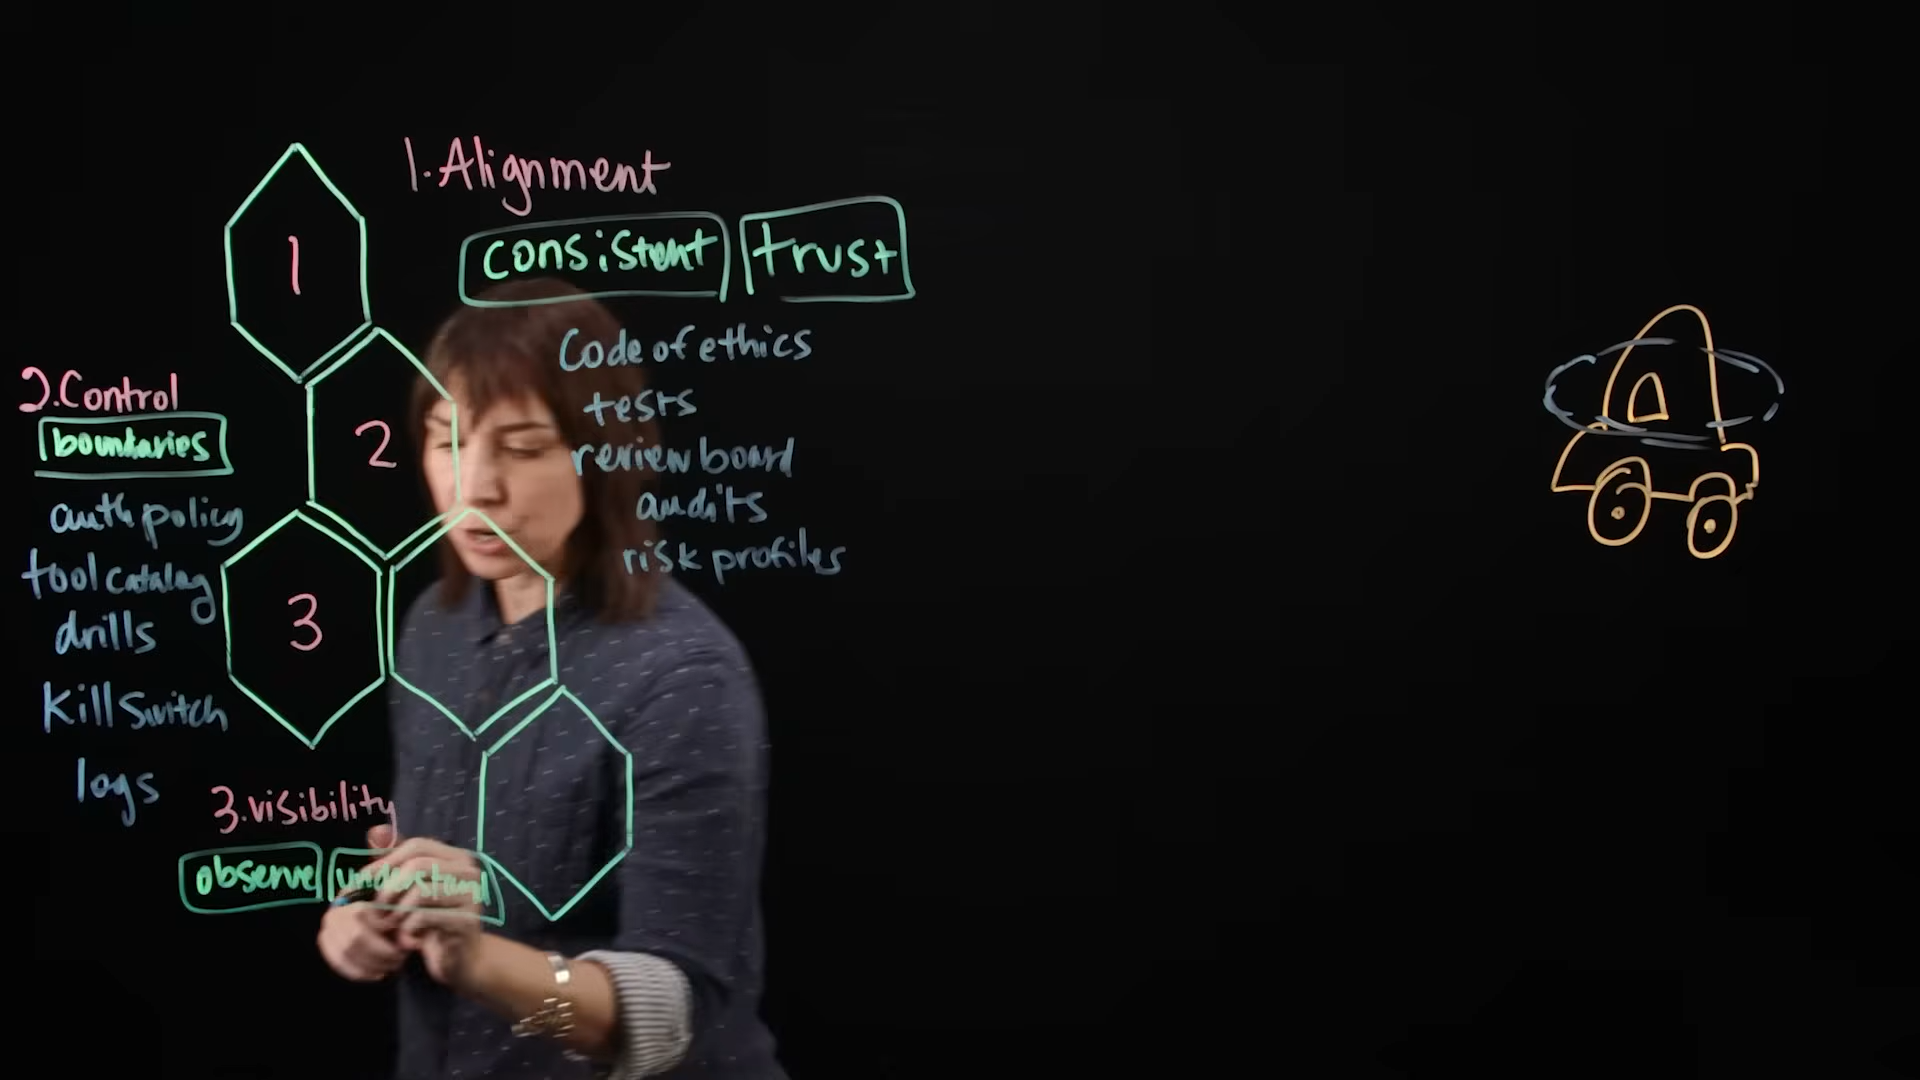 1. Alignment
consistent trust
Code of ethics
tests
review board
audits
risk profiles
1
2
3
2. Control
boundaries
auth policy
tool catalog
drills
Kill Switch
logs
3. visibility
observe understand